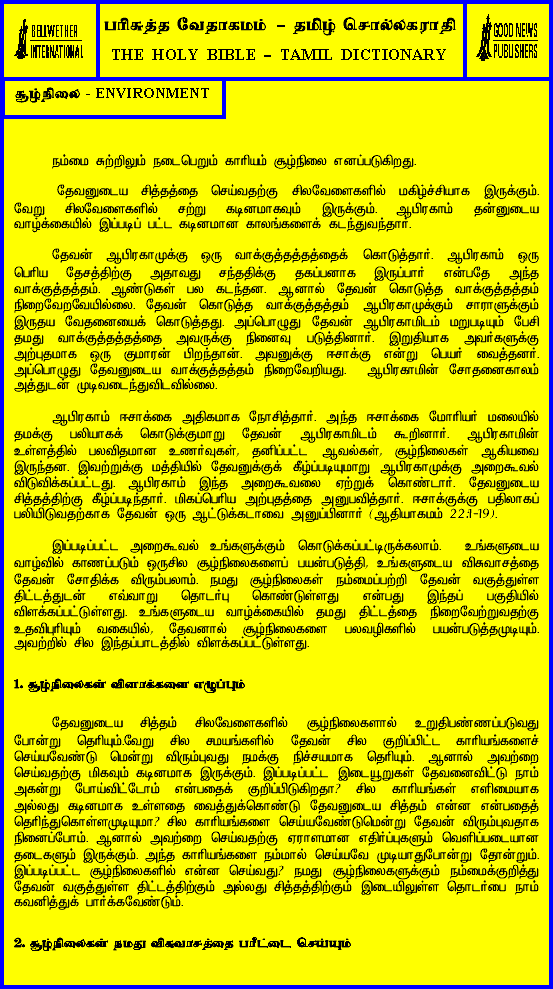 BELLWETHER
INTERNATIONAL
பரிசுத்த வேதாகமம் – தமிழ் சொல்லகராதி
THE HOLY BIBLE – TAMIL DICTIONARY
GOOD NEWS
PUBLISHERS
சூழ்நிலை - ENVIRONMENT
நம்மை சுற்றிலும் நடைபெறும் காரியம் சூழ்நிலை எனப்படுகிறது.
தேவனுடைய சித்தத்தை செய்வதற்கு சிலவேளைகளில் மகிழ்ச்சியாக இருக்கும்.
வேறு சிலவேளைகளில் சற்று கடினமாகவும் இருக்கும். ஆபிரகாம் தன்னுடைய
வாழ்க்கையில் இப்படிப் பட்ட கடினமான காலங்களைக் கடந்துவந்தார்.
தேவன் ஆபிரகாமுக்கு ஒரு வாக்குத்தத்தத்தைக் கொடுத்தார். ஆபிரகாம் ஒரு
பெரிய தேசத்திற்கு அதாவது சந்ததிக்கு தகப்பனாக இருப்பார் என்பதே அந்த
வாக்குத்தத்தம். ஆண்டுகள் பல கடந்தன. ஆனால் தேவன் கொடுத்த வாக்குத்தத்தம்
நிறைவேறவேயில்லை. தேவன் கொடுத்த வாக்குத்தத்தம் ஆபிரகாமுக்கும் சாராளுக்கும்
இருதய வேதனையைக் கொடுத்தது. அப்பொழுது தேவன் ஆபிரகாமிடம் மறுபடியும் பேசி
தமது வாக்குத்தத்தத்தை அவருக்கு நினைவு படுத்தினார். இறுதியாக அவர்களுக்கு
அற்புதமாக ஒரு குமாரன் பிறந்தான். அவனுக்கு ஈசாக்கு என்று பெயர் வைத்தனர்.
அப்பொழுது தேவனுடைய வாக்குத்தத்தம் நிறைவேறியது. ஆபிரகாமின் சோதனைகாலம்
அத்துடன் முடிவடைந்துவிடவில்லை.
ஆபிரகாம் ஈசாக்கை அதிகமாக நேசித்தார். அந்த ஈசாக்கை மோரியா மலையில்
தமக்கு பலியாகக் கொடுக்குமாறு தேவன் ஆபிரகாமிடம் கூறினார். ஆபிரகாமின்
உள்ளத்தில் பலவிதமான உணர்வுகள், தனிப்பட்ட ஆவல்கள், சூழ்நிலைகள் ஆகியவை
இருந்தன. இவற்றுக்கு மத்தியில் தேவனுக்குக் கீழ்ப்படியுமாறு ஆபிரகாமுக்கு அறைகூவல்
விடுவிக்கப்பட்டது. ஆபிரகாம் இந்த அறைகூவலை ஏற்றுக் கொண்டார். தேவனுடைய
சித்தத்திற்கு கீழ்ப்படிந்தார். மிகப்பெரிய அற்புதத்தை அனுபவித்தார். ஈசாக்குக்கு பதிலாகப்
பலியிடுவதற்காக தேவன் ஒரு ஆட்டுக்கடாவை அனுப்பினார் (ஆதியாகமம் 22:1-19).
இப்படிப்பட்ட அறைகூவல் உங்களுக்கும் கொடுக்கப்பட்டிருக்கலாம். உங்களுடைய
வாழ்வில் காணப்படும் ஒருசில சூழ்நிலைகளைப் பயன்படுத்தி, உங்களுடைய விசுவாசத்தை
தேவன் சோதிக்க விரும்பலாம். நமது சூழ்நிலைகள் நம்மைப்பற்றி தேவன் வகுத்துள்ள
திட்டத்துடன் எவ்வாறு தொடர்பு கொண்டுள்ளது என்பது இந்தப் பகுதியில்
விளக்கப்பட்டுள்ளது. உங்களுடைய வாழ்க்கையில் தமது திட்டத்தை நிறைவேற்றுவதற்கு
உதவிபுரியும் வகையில், தேவனால் சூழ்நிலைகளை பலவழிகளில் பயன்படுத்தமுடியும்.
அவற்றில் சில இந்தப்பாடத்தில் விளக்கப்பட்டுள்ளது.
1. சூழ்நிலைகள் வினாக்களை எழுப்பும்
தேவனுடைய சித்தம் சிலவேளைகளில் சூழ்நிலைகளால் உறுதிபண்ணப்படுவது
போன்று தெரியும்.வேறு சில சமயங்களில் தேவன் சில குறிப்பிட்ட காரியங்களைச்
செய்யவேண்டு மென்று விரும்புவது நமக்கு நிச்சயமாக தெரியும். ஆனால் அவற்றை
செய்வதற்கு மிகவும் கடினமாக இருக்கும். இப்படிப்பட்ட இடையூறுகள் தேவனைவிட்டு நாம்
அகன்று போய்விட்டோம் என்பதைக் குறிப்பிடுகிறதா? சில காரியங்கள் எளிமையாக
அல்லது கடினமாக உள்ளதை வைத்துக்கொண்டு தேவனுடைய சித்தம் என்ன என்பதைத்
தெரிந்துகொள்ளமுடியுமா? சில காரியங்களை செய்யவேண்டுமென்று தேவன் விரும்புவதாக
நினைப்போம். ஆனால் அவற்றை செய்வதற்கு ஏராளமான எதிர்ப்புகளும் வெளிப்படையான
தடைகளும் இருக்கும். அந்த காரியங்களை நம்மால் செய்யவே முடியாதுபோன்று தோன்றும்.
இப்படிப்பட்ட சூழ்நிலைகளில் என்ன செய்வது? நமது சூழ்நிலைகளுக்கும் நம்மைக்குறித்து
தேவன் வகுத்துள்ள திட்டத்திற்கும் அல்லது சித்தத்திற்கும் இடையிலுள்ள தொடர்பை நாம்
கவனித்துக் பார்க்கவேண்டும்.
2. சூழ்நிலைகள் நமது விசுவாசத்தை பரீட்டை செய்யும்